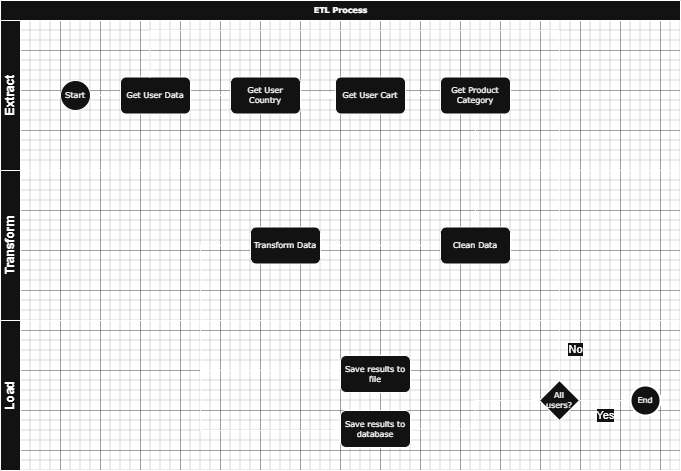 ETL Process
Extract
Start
Get User Data
Get User
Country
Get User Cart
Get Product
Category
Transform
Transform Data
Clean Data
Load
No
Save results to
file
All
users?
End
Yes
Save results to
database